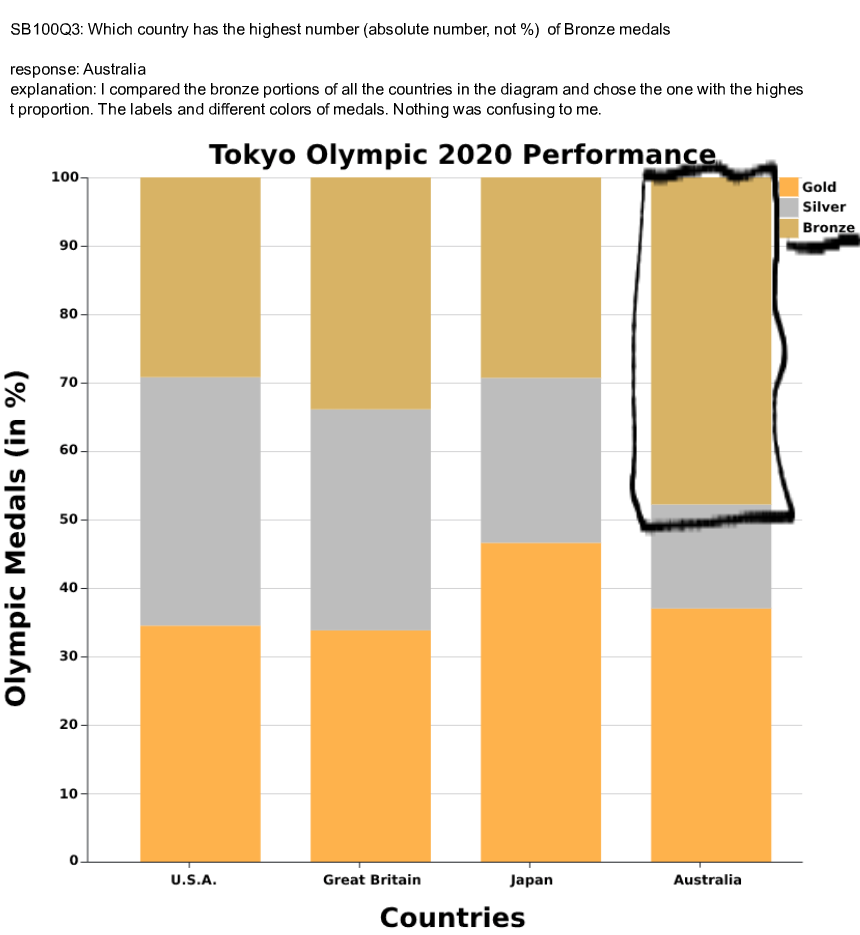 SB100Q3: Which country has the highest number (absolute number, not %)  of Bronze medals
response: Australia
explanation: I compared the bronze portions of all the countries in the diagram and chose the one with the highes
t proportion. The labels and different colors of medals. Nothing was confusing to me.
Tokyo Olympic 2020 Performance
Gold
Silver
Bronze
Olympic Medals (in %)
100
90
80
70
60
50
40
30
20
10
0
U.S.A.
Great Britain
Japan
Australia
Countries